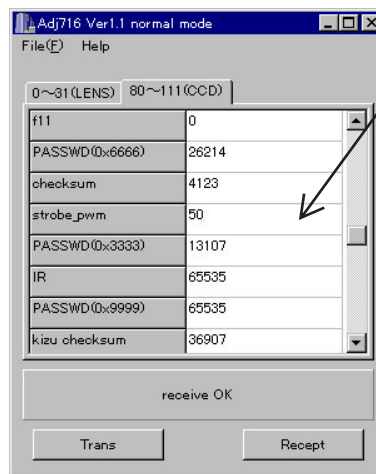 Adj716 Ver1.1 normal mode
File(F) Help
0～31(LENS) 80～111(CCD)
f11 0
PASSWD(0x6666) 26214
checksum 4123
strobe_pwm 50
PASSWD(0x3333) 13107
IR 65535
PASSWD(0x9999) 65535
kizu checksum 36907
receive OK
Trans Recept